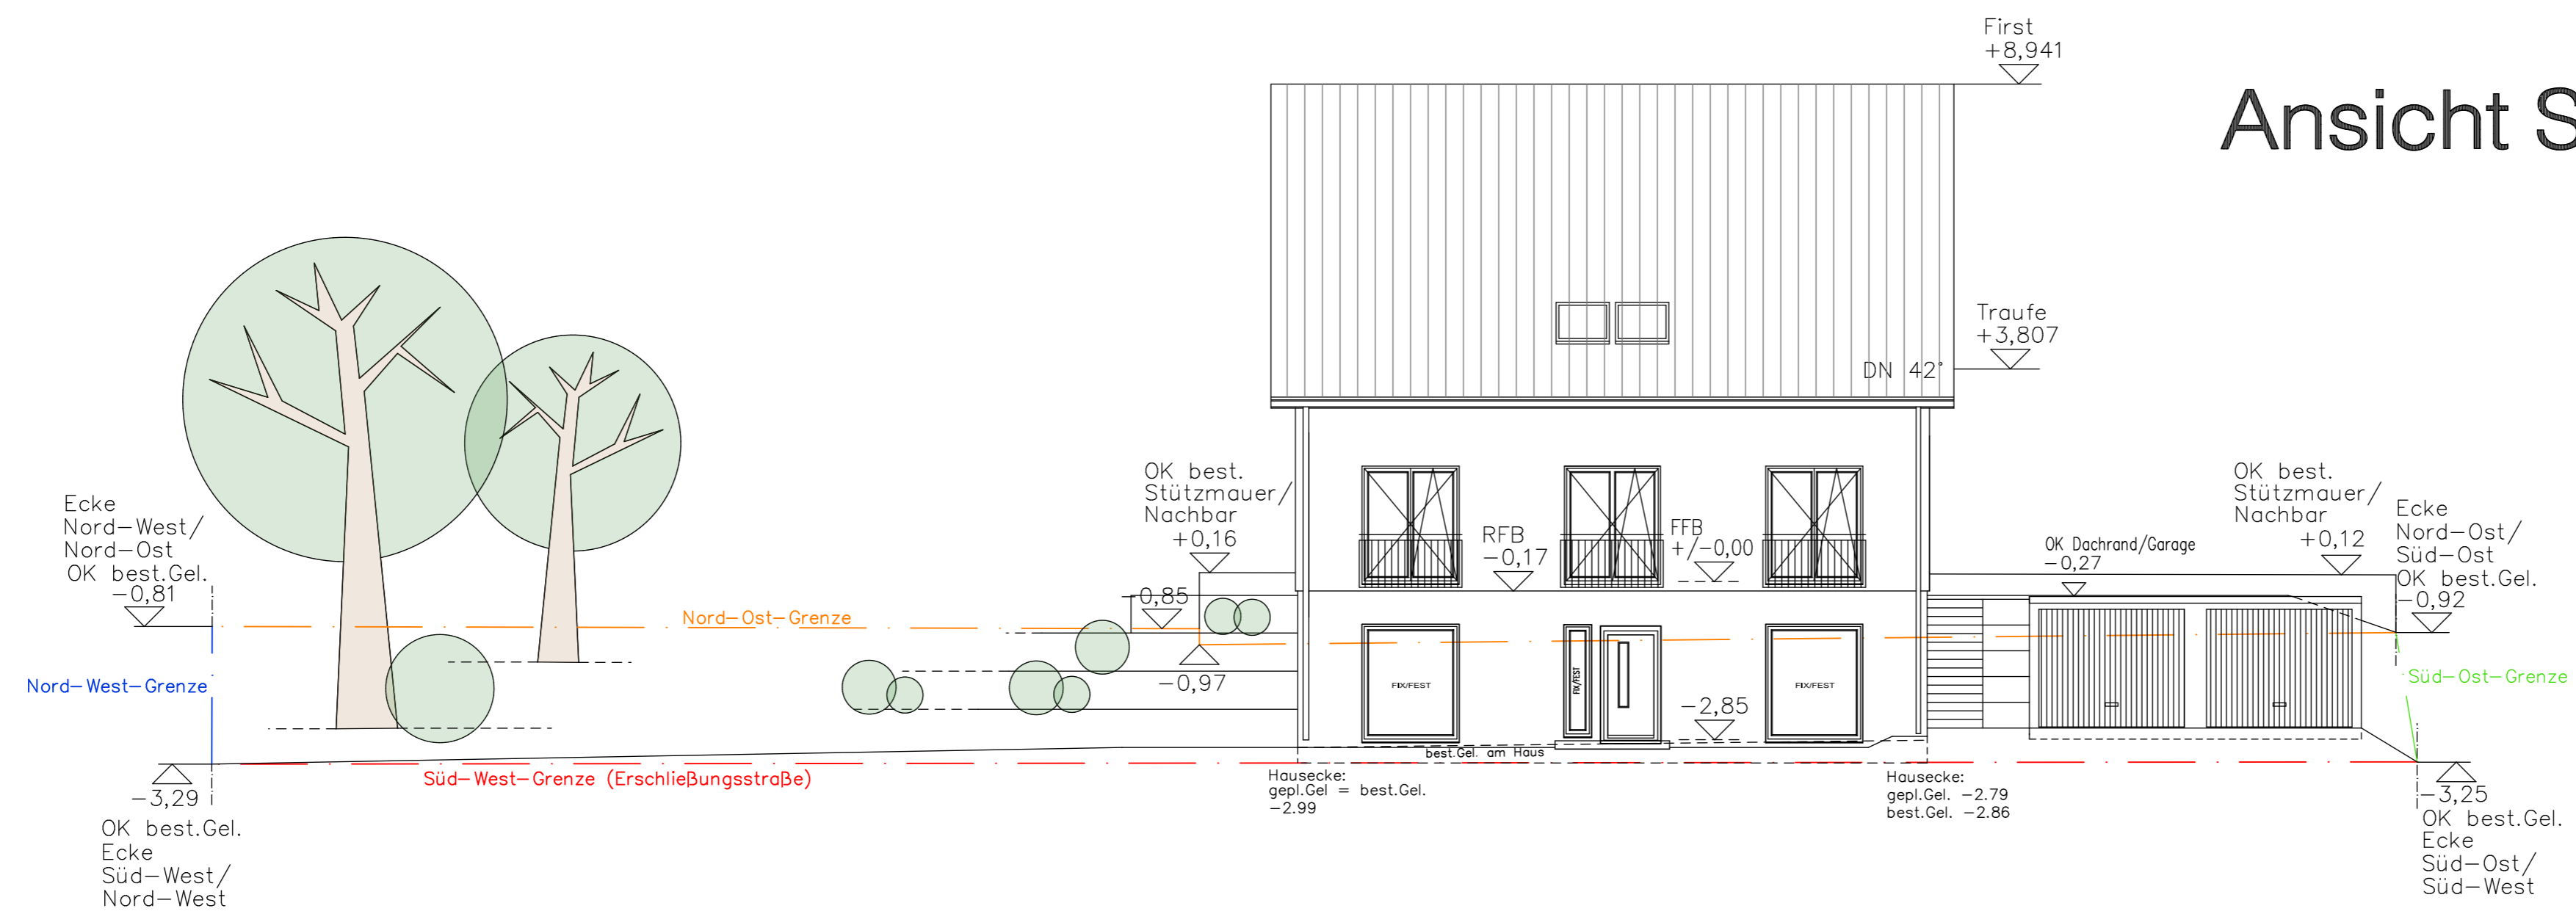 First
+8,941
Ansicht S
Traufe
+3,807
DN 42°
OK best.
Stützmauer/
Nachbar
+0,16
OK best.
Stützmauer/
Nachbar
+0,12
Ecke
Nord-West/
Nord-Ost
OK best.Gel.
-0,81
Ecke
Nord-Ost/
Süd-Ost
OK best.Gel.
-0,92
RFB
-0,17
FFB
+/-0,00
OK Dachrand/Garage
-0,27
-0,85
Nord-Ost-Grenze
-0,97
Nord-West-Grenze
Süd-Ost-Grenze
FIX/FEST
FIX/FEST
FIX/FEST
-2,85
best.Gel. am Haus
Süd-West-Grenze (Erschließungsstraße)
-3,29
OK best.Gel.
Ecke
Süd-West/
Nord-West
Hausecke:
gepl.Gel = best.Gel.
-2.99
Hausecke:
gepl.Gel. -2.79
best.Gel. -2.86
-3,25
OK best.Gel.
Ecke
Süd-Ost/
Süd-West